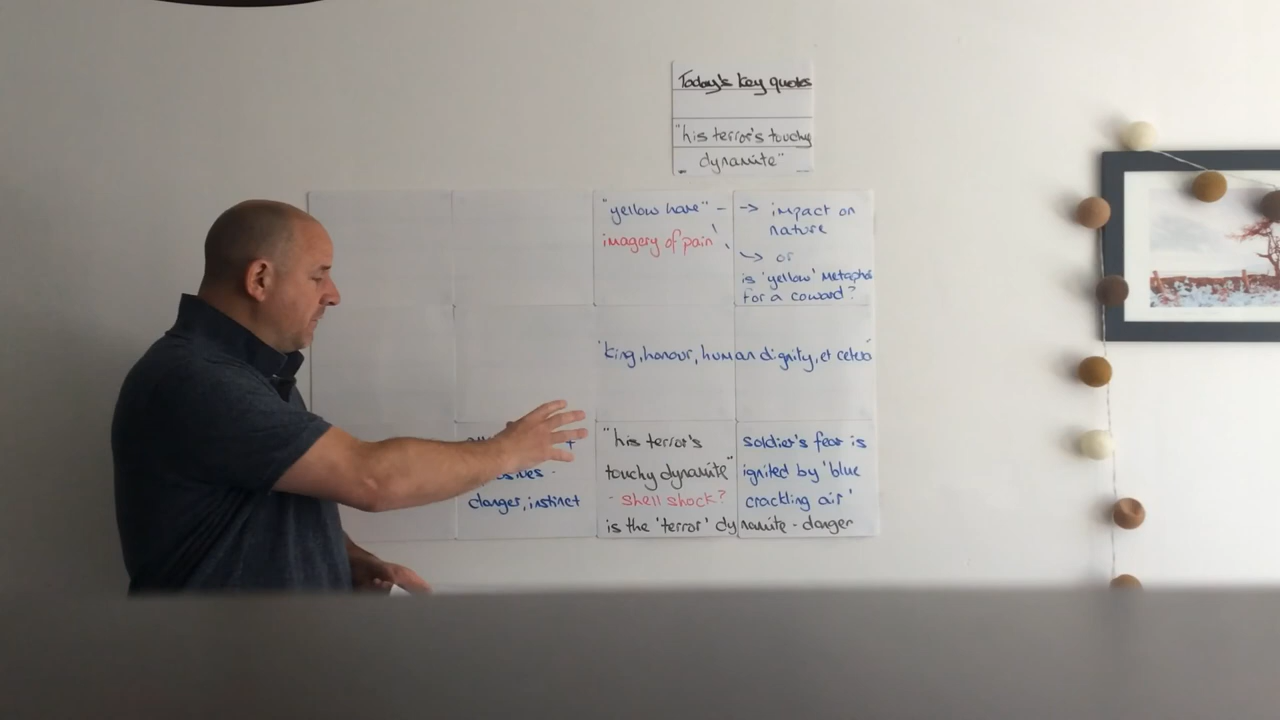 Today's key quotes
"his terror's touchy
dynamite"
"yellow hare" -
imagery of pain
-> impact on
nature
or
is 'yellow' metaphor
for a coward?
'king, honour, human dignity, et cetera
danger, instinct
"his terror's
touchy dynamite"
- shell shock?
is the 'terror' dynamite - danger
soldier's fear is
ignited by 'blue
crackling air'